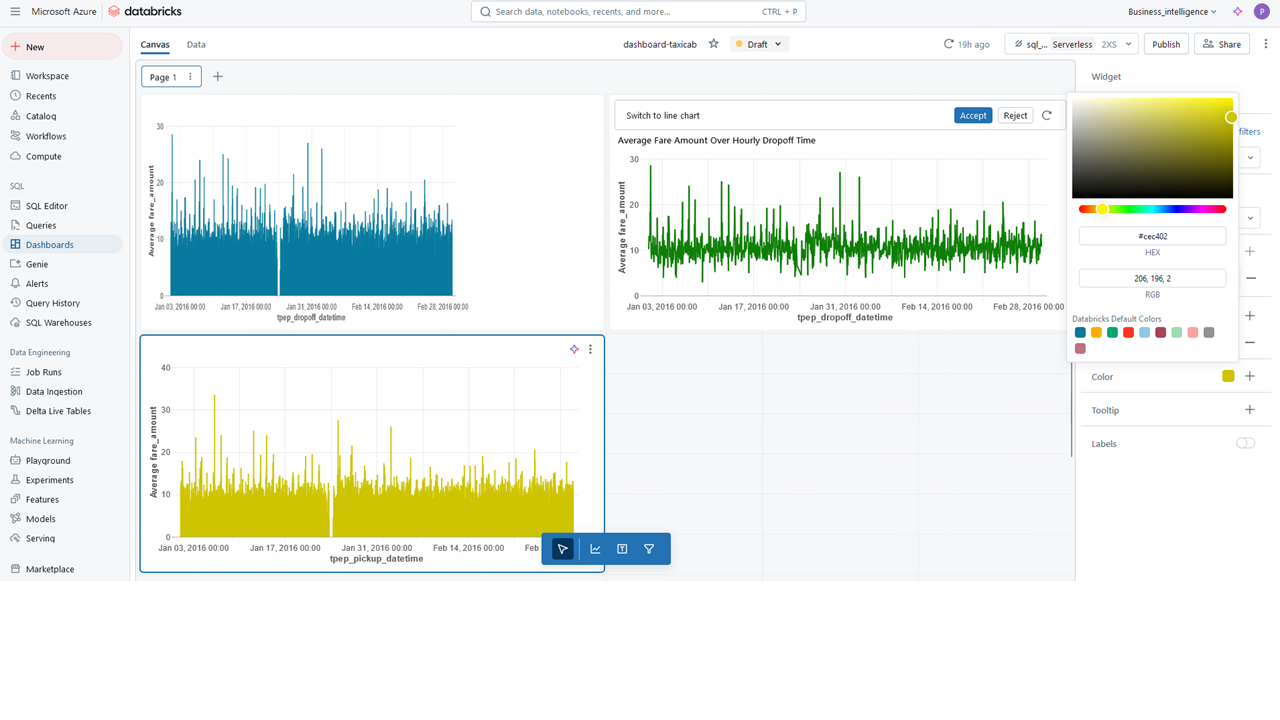 Microsoft Azure databricks
Search data, notebooks, recents, and more... CTRL + P
Business_intelligence
P
New
Workspace
Recents
Catalog
Workflows
Compute
SQL
SQL Editor
Queries
Dashboards
Genie
Alerts
Query History
SQL Warehouses
Data Engineering
Job Runs
Data Ingestion
Delta Live Tables
Machine Learning
Playground
Experiments
Features
Models
Serving
Marketplace
Canvas Data
dashboard-taxicab
Draft
19h ago
sql_... Serverless 2XS
Publish
Share
Page 1
30
20
10
0
Average fare_amount
Jan 03, 2016 00:00 Jan 17, 2016 00:00 Jan 31, 2016 00:00 Feb 14, 2016 00:00 Feb 28, 2016 00:00
tpep_dropoff_datetime
Switch to line chart Accept Reject
Average Fare Amount Over Hourly Dropoff Time
30
20
10
0
Average fare_amount
Jan 03, 2016 00:00 Jan 17, 2016 00:00 Jan 31, 2016 00:00 Feb 14, 2016 00:00 Feb 28, 2016 00:00
tpep_dropoff_datetime
40
30
20
10
0
Average fare_amount
Jan 03, 2016 00:00 Jan 17, 2016 00:00 Jan 31, 2016 00:00 Feb 14, 2016 00:00 Feb
tpep_pickup_datetime
Widget
filters
#cec402
HEX
206, 196, 2
RGB
Databricks Default Colors
Color
Tooltip
Labels